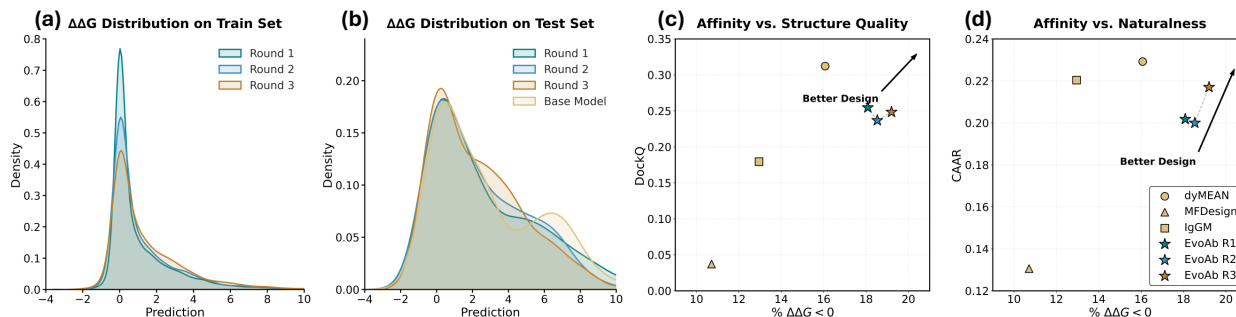 (a) ΔΔG Distribution on Train Set
0.8
0.7
0.6
0.5
0.4
0.3
0.2
0.1
0.0
Density
−4 −2 0 2 4 6 8 10
Prediction
Round 1
Round 2
Round 3
(b) ΔΔG Distribution on Test Set
0.20
0.15
0.10
0.05
0.00
Density
−4 −2 0 2 4 6 8 10
Prediction
Round 1
Round 2
Round 3
Base Model
(c) Affinity vs. Structure Quality
0.35
0.30
0.25
0.20
0.15
0.10
0.05
0.00
DockQ
10 12 14 16 18 20
% ΔΔG < 0
Better Design
(d) Affinity vs. Naturalness
0.24
0.22
0.20
0.18
0.16
0.14
0.12
CAAR
10 12 14 16 18 20
% ΔΔG < 0
Better Design
dyMEAN
MFDesign
IgGM
EvoAb R1
EvoAb R2
EvoAb R3